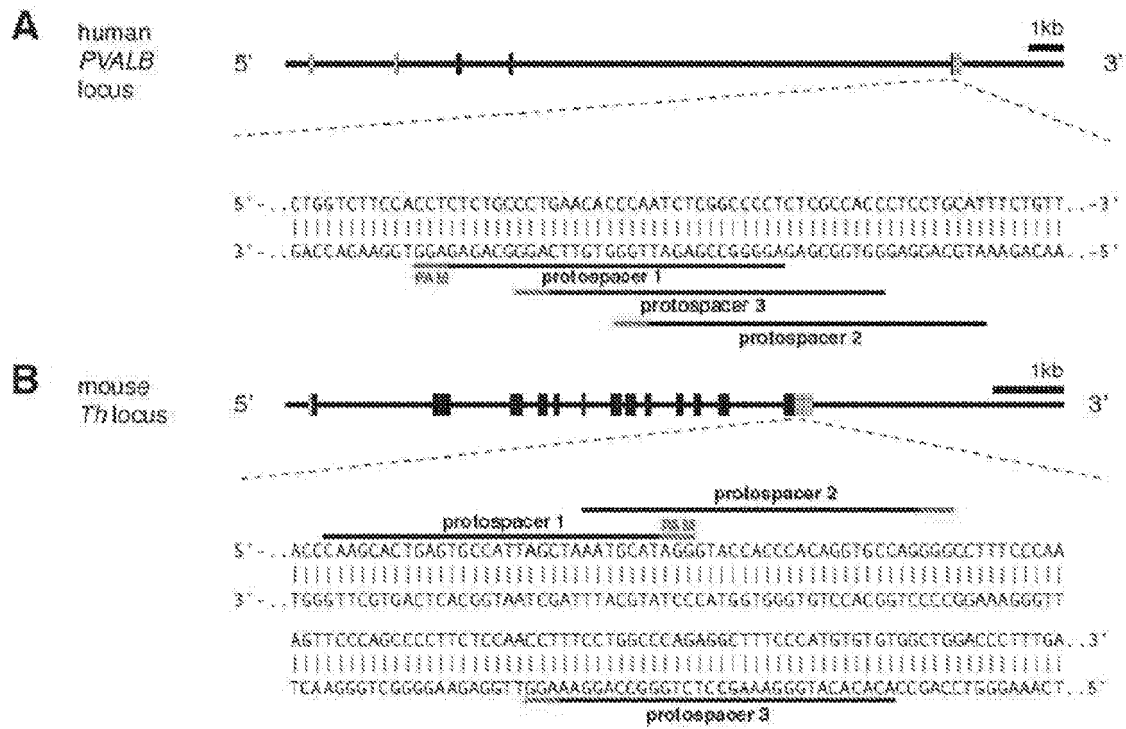 A
human
PVALB
locus
5'
1kb
3'
5'-..CTGGTCTTCCACCTCTCTGCCCTGAACACCCAATCTCGGCCCCTCTCGCCACCCTCCTGCATTTCTGTT...-3'
3'-..GACCAGAAGGTGGAGAGACGGGACTTGTGGGTTAGAGCCGGGGAGAGCGGTGGGAGGACGTAAAGACAA...-5'
PAM
protospacer 1
protospacer 3
protospacer 2
B
mouse
Th locus
5'
1kb
3'
protospacer 2
protospacer 1
PAM
5'-..ACCCAAGCACTGAGTGCCATTAGCTAAATGCATAGGGTACCACCCACAGGTGCCAGGGGCCTTTCCCAA
3'-..TGGGTTCGTGACTCACGGTAATCGATTTACGTATCCCATGGTGGGTGTCCACGGTCCCCGGAAAGGGTT
AGTTCCCAGCCCCTTCTCCAACCTTTCCTGGCCCAGAGGCTTTCCCATGTGTGTGGCTGGACCCTTTGA..3'
TCAAGGGTCGGGGAAGAGGTTGGAAAGGACCGGGTCTCCGAAAGGGTACACACACCGACCTGGGAAACT..5'
protospacer 3